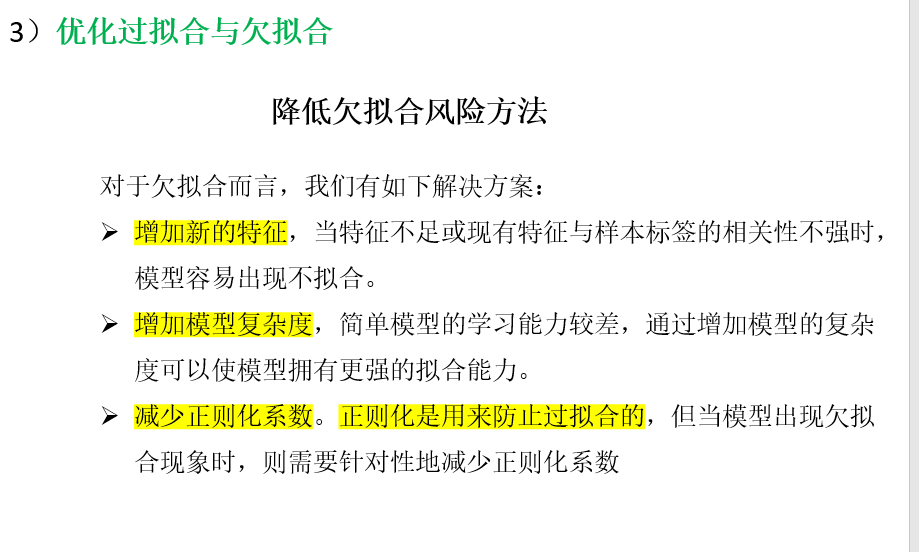 3）优化过拟合与欠拟合
降低欠拟合风险方法
对于欠拟合而言，我们有如下解决方案：
➢ 增加新的特征，当特征不足或现有特征与样本标签的相关性不强时，
模型容易出现不拟合。
➢ 增加模型复杂度，简单模型的学习能力较差，通过增加模型的复杂
度可以使模型拥有更强的拟合能力。
➢ 减少正则化系数。正则化是用来防止过拟合的，但当模型出现欠拟
合现象时，则需要针对性地减少正则化系数